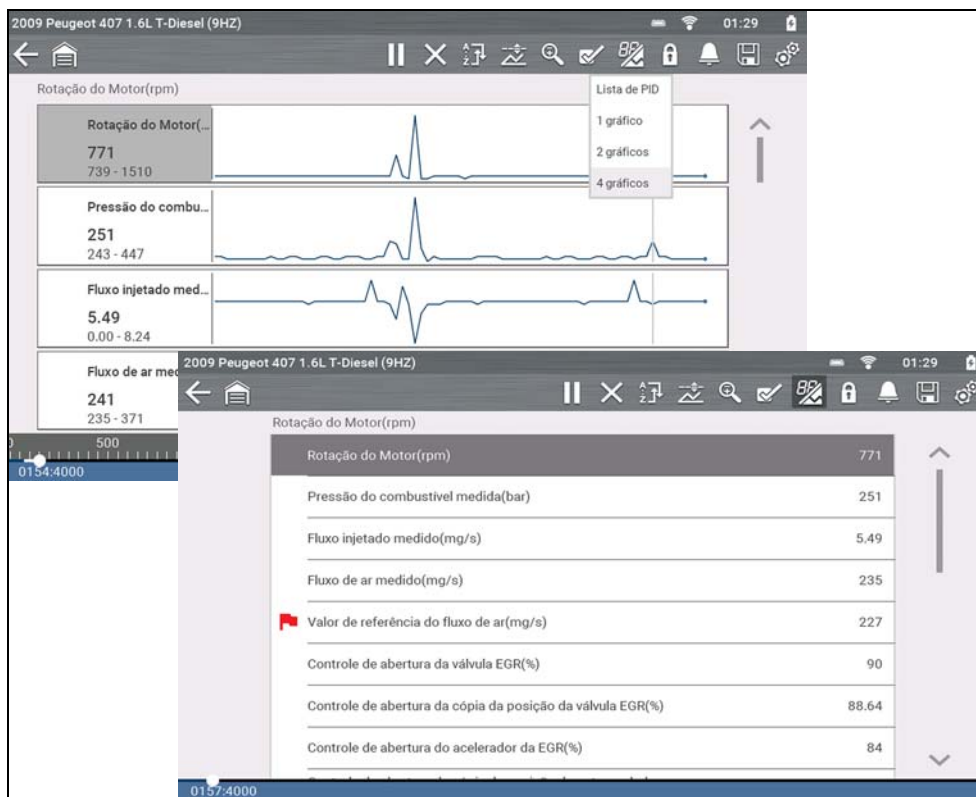 2009 Peugeot 407 1.6L T-Diesel (9HZ)
01:29
Rotação do Motor(rpm)
Lista de PID
1 gráfico
2 gráficos
4 gráficos
Rotação do Motor(...
771
739 - 1510
Pressão do combu...
251
243 - 447
Fluxo injetado med...
5.49
0.00 - 8.24
Fluxo de ar med
241
235 - 371
500
0154:4000
2009 Peugeot 407 1.6L T-Diesel (9HZ)
01:29
Rotação do Motor(rpm)
Rotação do Motor(rpm) 771
Pressão do combustível medida(bar) 251
Fluxo injetado medido(mg/s) 5.49
Fluxo de ar medido(mg/s) 235
Valor de referência do fluxo de ar(mg/s) 227
Controle de abertura da válvula EGR(%) 90
Controle de abertura da cópia da posição da válvula EGR(%) 88.64
Controle de abertura do acelerador da EGR(%) 84
0157:4000